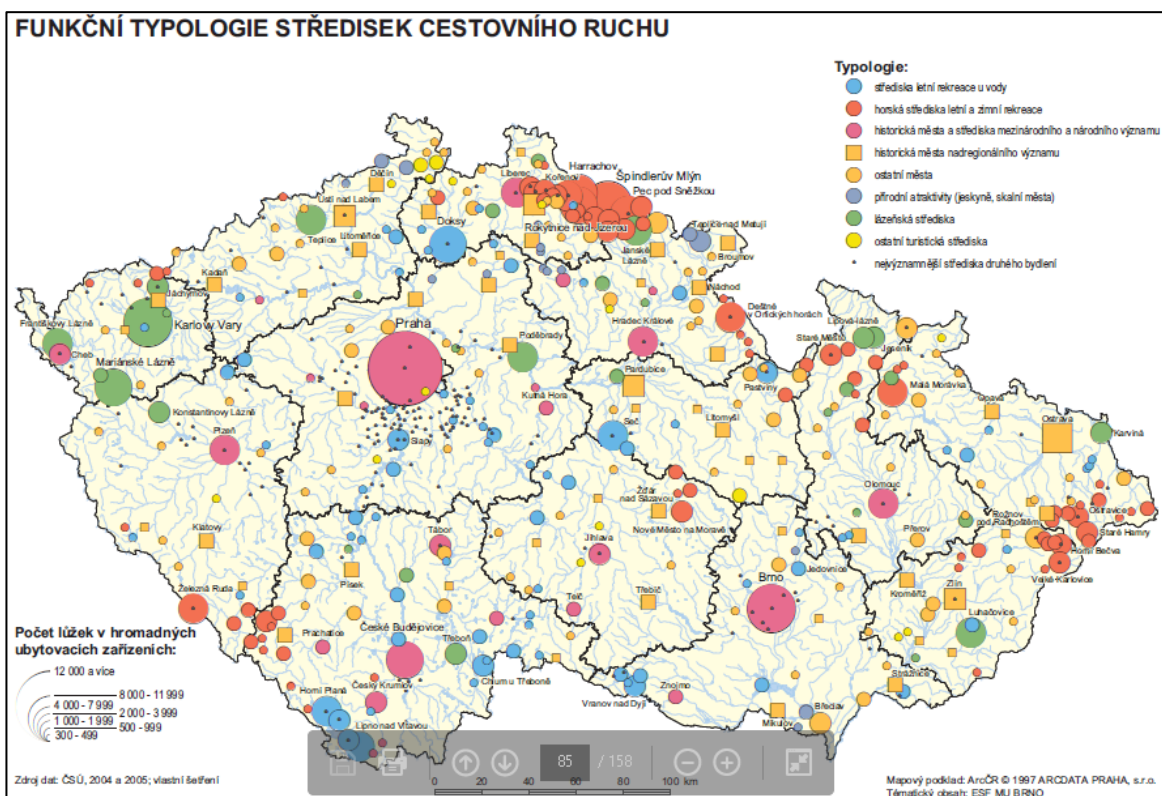 FUNKČNÍ TYPOLOGIE STŘEDISEK CESTOVNÍHO RUCHU
Typologie:
střediska letní rekreace u vody
horská střediska letní a zimní rekreace
historická města a střediska mezinárodního a národního významu
historická města nadregionálního významu
ostatní města
přírodní atraktivity (jeskyně, skalní města)
lázeňská střediska
ostatní turistická střediska
nejvýznamnější střediska druhého bydlení
Děčín
Ústí nad Labem
Litoměřice
Teplice
Kadaň
Jáchymov
Karlovy Vary
Františkovy Lázně
Cheb
Mariánské Lázně
Konstantinovy Lázně
Plzeň
Klatovy
Železná Ruda
Liberec
Kořenov
Harrachov
Špindlerův Mlýn
Pec pod Sněžkou
Rokytnice nad Jizerou
Doksy
Janské
Lázně
Teplice nad Metují
Broumov
Náchod
Deštné
v Orlických horách
Hradec Králové
Praha
Poděbrady
Kutná Hora
Slapy
Pardubice
Seč
Litomyšl
Pastviny
Lipová-lázně
Staré Město
Jeseník
Malá Morávka
Opava
Ostrava
Karviná
Olomouc
Přerov
Rožnov
pod Radhoštěm
Ostravice
Staré Hamry
Horní Bečva
Velké Karlovice
Žďár
nad Sázavou
Nové Město na Moravě
Jihlava
Telč
Třebíč
Brno
Jedovnice
Kroměříž
Zlín
Luhačovice
Strážnice
Břeclav
Mikulov
Znojmo
Vranov nad Dyjí
Tábor
Písek
Prachatice
České Budějovice
Třeboň
Chlum u Třeboně
Český Krumlov
Horní Planá
Lipno nad Vltavou
Počet lůžek v hromadných
ubytovacích zařízeních:
12 000 a více
8 000 - 11 999
4 000 - 7 999
2 000 - 3 999
1 000 - 1 999
500 - 999
300 - 499
85 / 158
0 20 40 60 80 100 km
Zdroj dat: ČSÚ, 2004 a 2005; vlastní šetření
Mapový podklad: ArcČR © 1997 ARCDATA PRAHA, s.r.o.
Tématický obsah: ESF MU BRNO